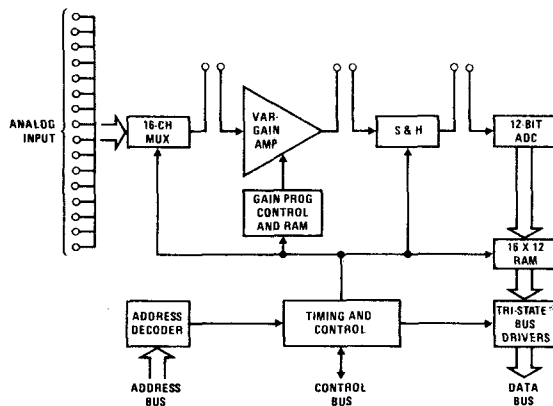 ANALOG
INPUT
16-CH
MUX
VAR-
GAIN
AMP
S & H
12-BIT
ADC
GAIN PROG
CONTROL
AND RAM
16 X 12
RAM
ADDRESS
DECODER
TIMING AND
CONTROL
TRI-STATE
BUS
DRIVERS
ADDRESS
BUS
CONTROL
BUS
DATA
BUS